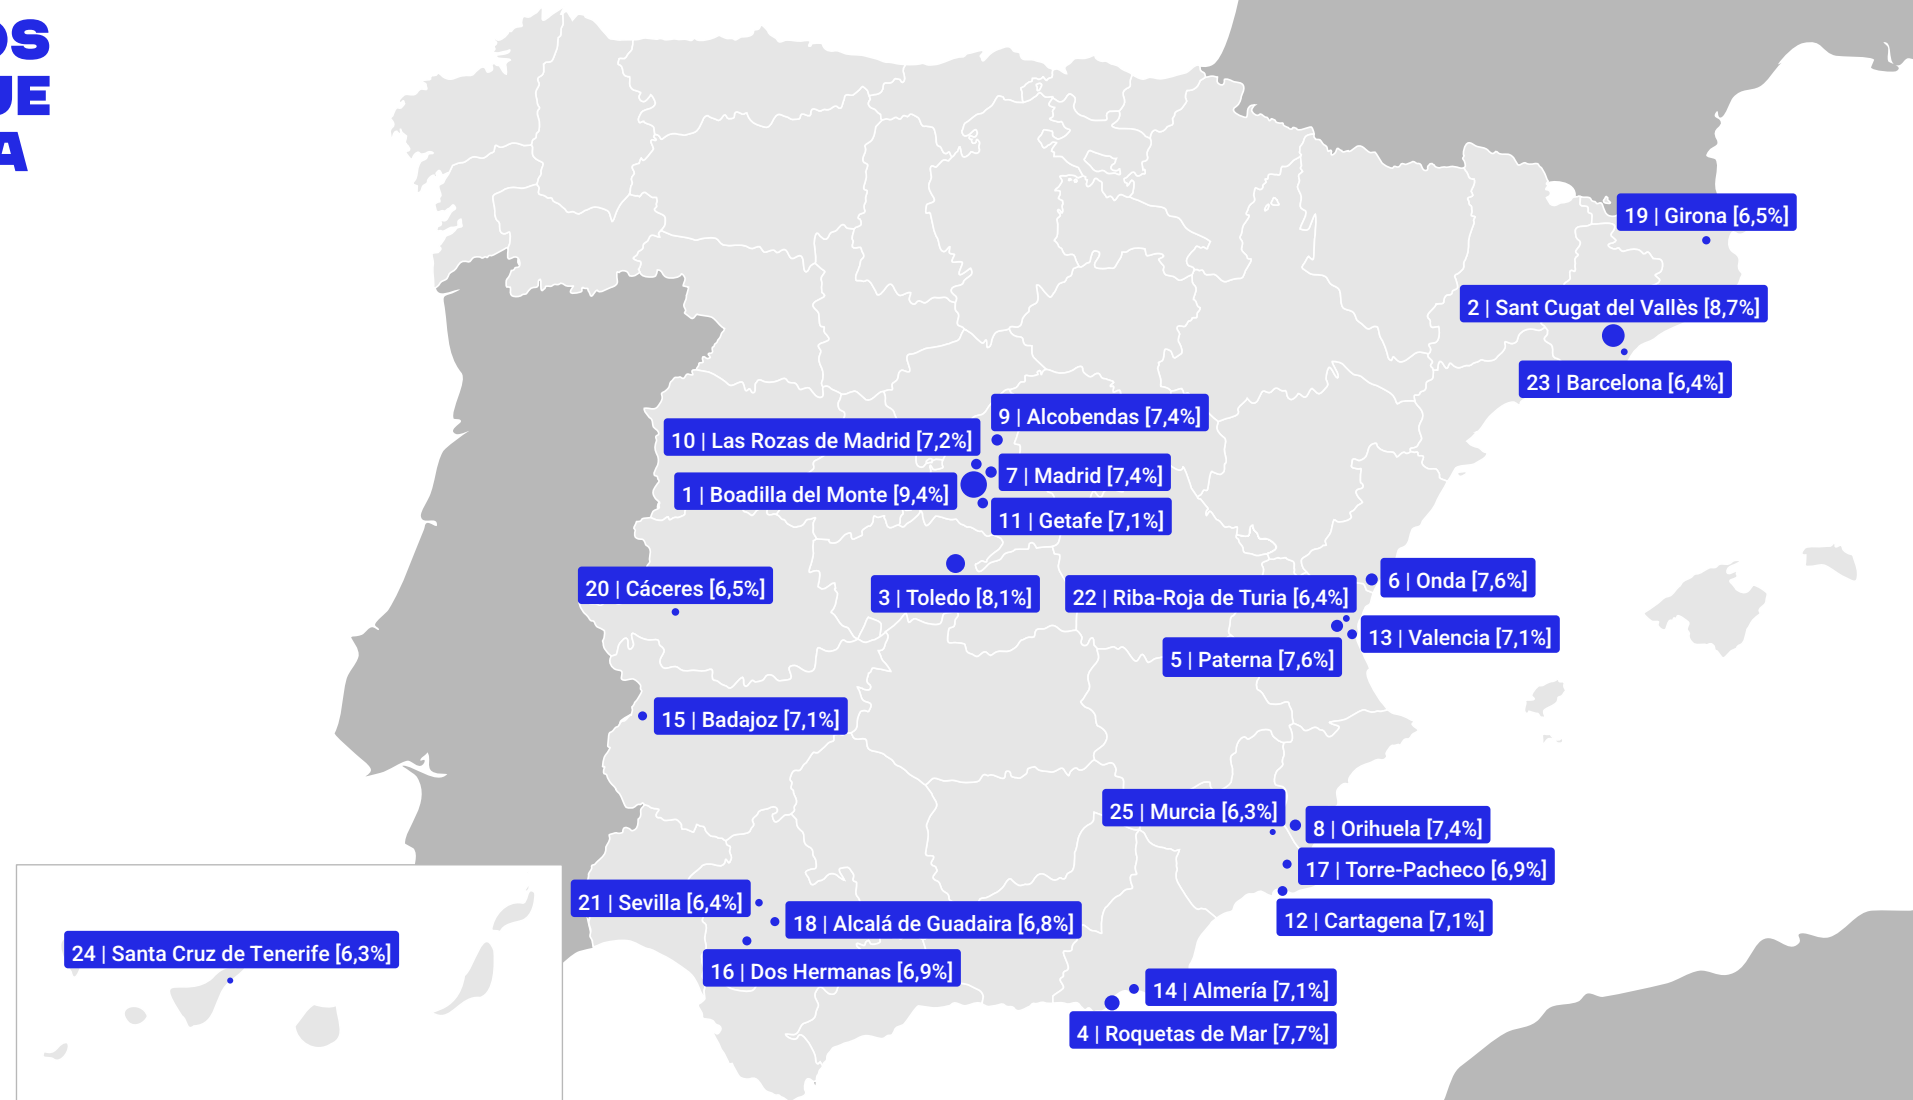 19 | Girona [6,5%]
2 | Sant Cugat del Vallès [8,7%]
23 | Barcelona [6,4%]
9 | Alcobendas [7,4%]
10 | Las Rozas de Madrid [7,2%]
7 | Madrid [7,4%]
1 | Boadilla del Monte [9,4%]
11 | Getafe [7,1%]
20 | Cáceres [6,5%]
3 | Toledo [8,1%]
6 | Onda [7,6%]
22 | Riba-Roja de Turia [6,4%]
13 | Valencia [7,1%]
5 | Paterna [7,6%]
15 | Badajoz [7,1%]
25 | Murcia [6,3%]
8 | Orihuela [7,4%]
17 | Torre-Pacheco [6,9%]
12 | Cartagena [7,1%]
21 | Sevilla [6,4%]
18 | Alcalá de Guadaira [6,8%]
16 | Dos Hermanas [6,9%]
24 | Santa Cruz de Tenerife [6,3%]
14 | Almería [7,1%]
4 | Roquetas de Mar [7,7%]